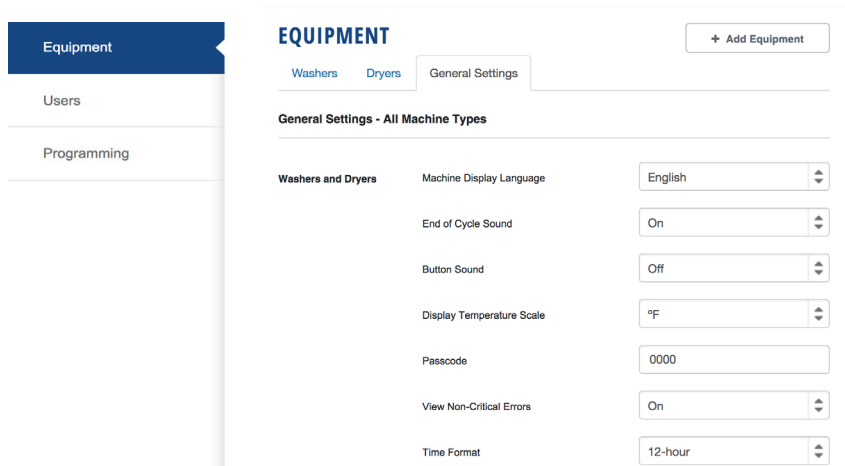 Equipment
Users
Programming
EQUIPMENT
+ Add Equipment
Washers Dryers General Settings
General Settings - All Machine Types
Washers and Dryers Machine Display Language English
End of Cycle Sound On
Button Sound Off
Display Temperature Scale ºF
Passcode 0000
View Non-Critical Errors On
Time Format 12-hour